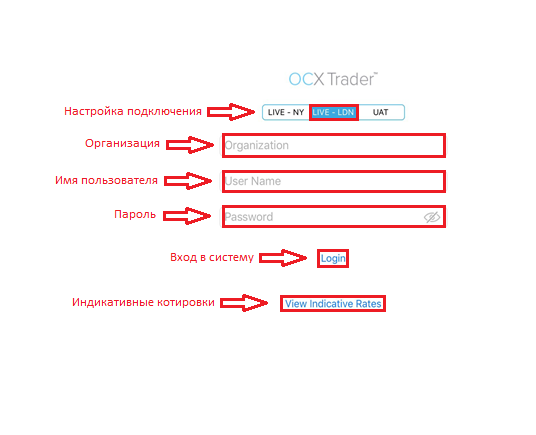 OCX Trader™
Настройка подключения LIVE - NY LIVE - LDN UAT
Организация Organization
Имя пользователя User Name
Пароль Password
Вход в систему Login
Индикативные котировки View Indicative Rates